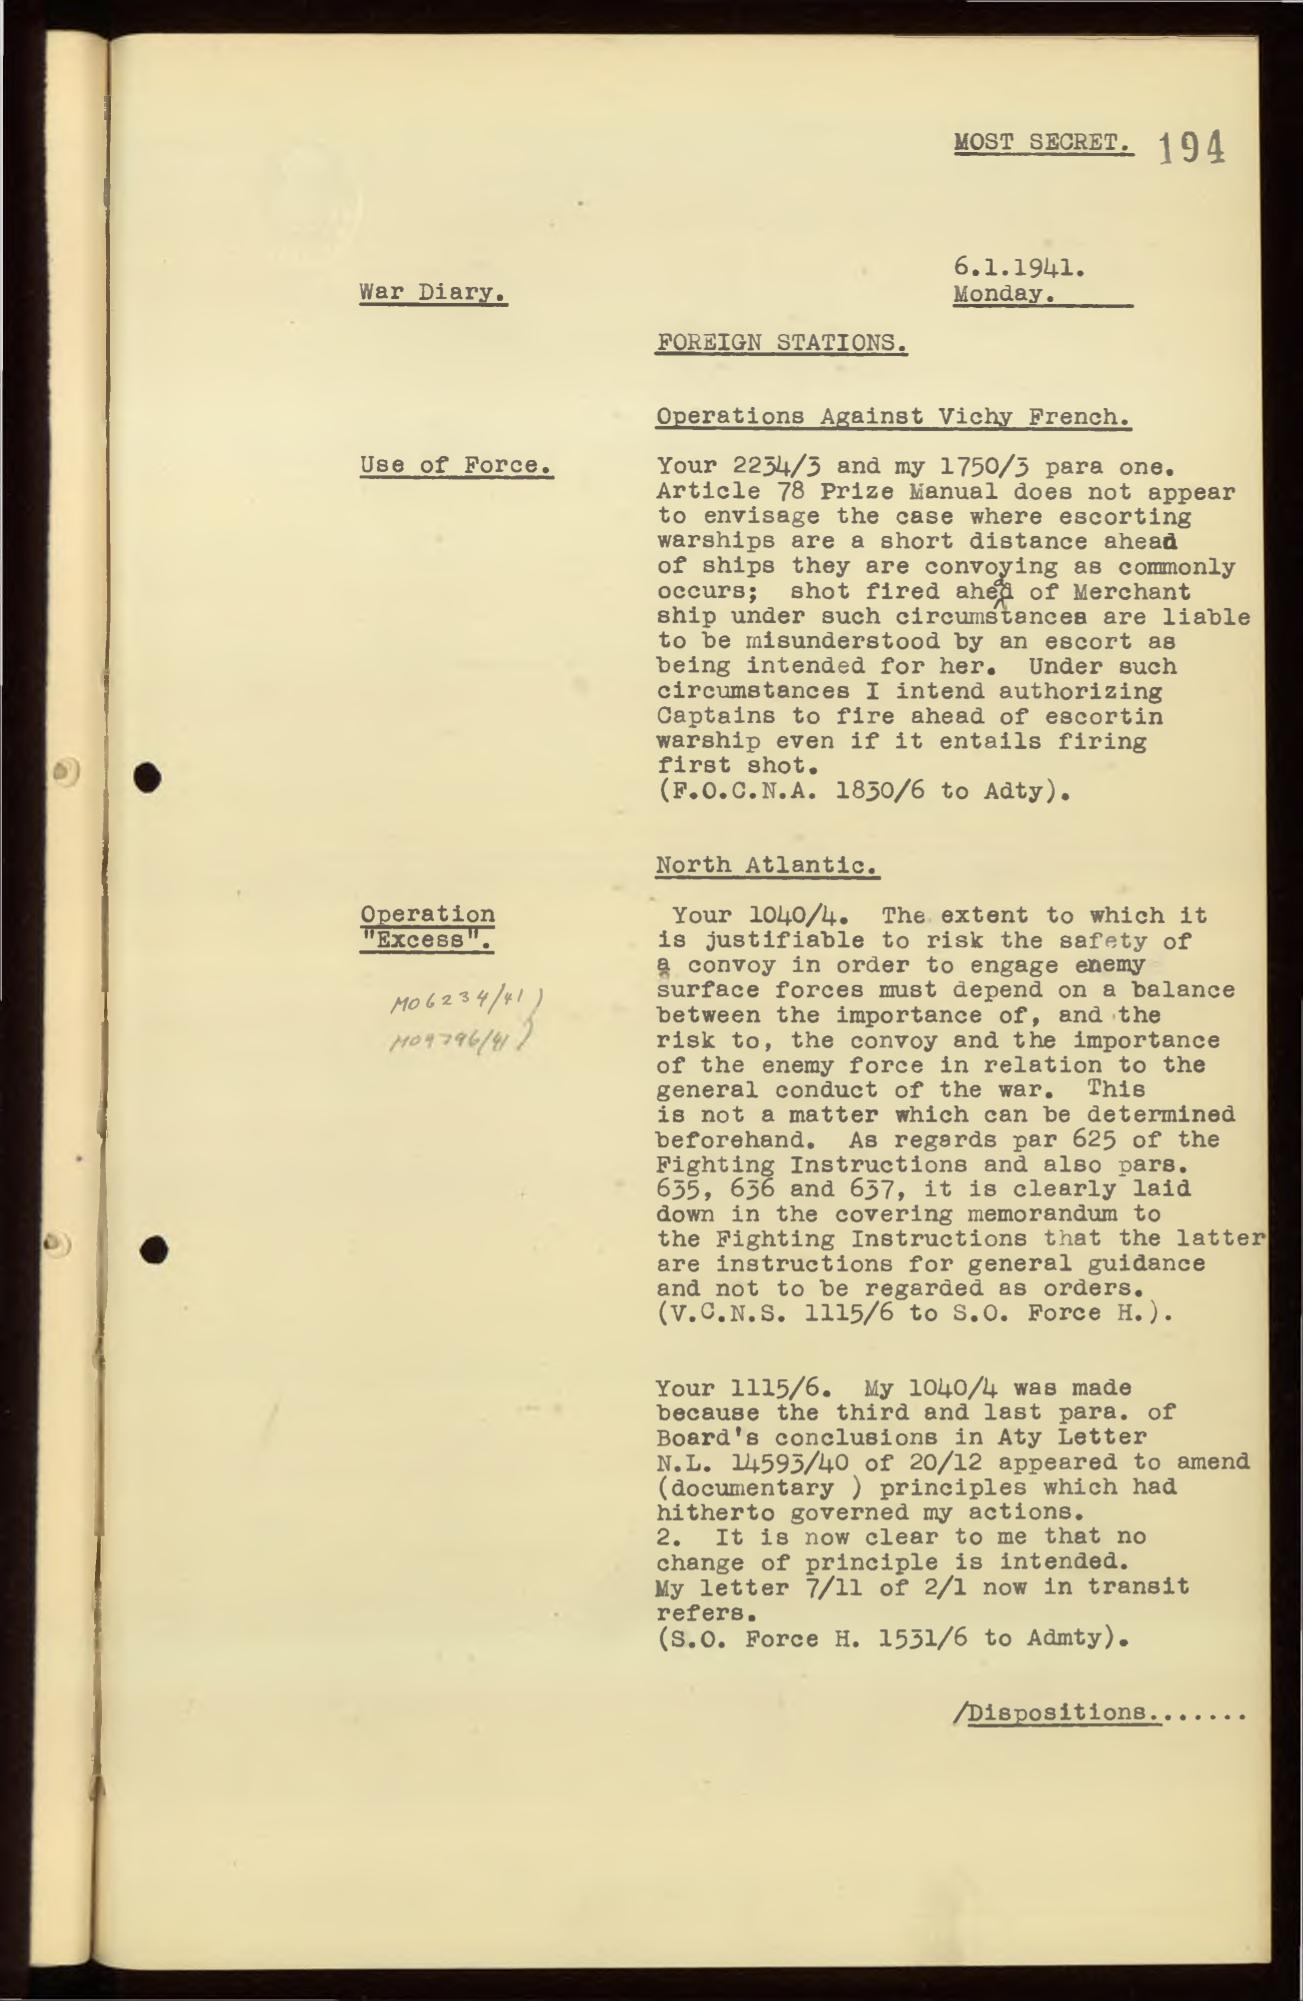 MOST SECRET. 194
6.1.1941.
War Diary. Monday.
FOREIGN STATIONS.
Operations Against Vichy French.
Use of Force. Your 2234/3 and my 1750/3 para one.
Article 78 Prize Manual does not appear
to envisage the case where escorting
warships are a short distance ahead
of ships they are convoying as commonly
occurs; shot fired ahead of Merchant
ship under such circumstances are liable
to be misunderstood by an escort as
being intended for her. Under such
circumstances I intend authorizing
Captains to fire ahead of escortin
warship even if it entails firing
first shot.
(F.O.C.N.A. 1830/6 to Adty).
North Atlantic.
Operation Your 1040/4. The extent to which it
"Excess". is justifiable to risk the safety of
a convoy in order to engage enemy
M06234/41) surface forces must depend on a balance
between the importance of, and the
M09796/41) risk to, the convoy and the importance
of the enemy force in relation to the
general conduct of the war. This
is not a matter which can be determined
beforehand. As regards par 625 of the
Fighting Instructions and also pars.
635, 636 and 637, it is clearly laid
down in the covering memorandum to
the Fighting Instructions that the latter
are instructions for general guidance
and not to be regarded as orders.
(V.C.N.S. 1115/6 to S.O. Force H.).
Your 1115/6. My 1040/4 was made
because the third and last para. of
Board's conclusions in Aty Letter
N.L. 14593/40 of 20/12 appeared to amend
(documentary ) principles which had
hitherto governed my actions.
2. It is now clear to me that no
change of principle is intended.
My letter 7/11 of 2/1 now in transit
refers.
(S.O. Force H. 1531/6 to Admty).
/Dispositions.......